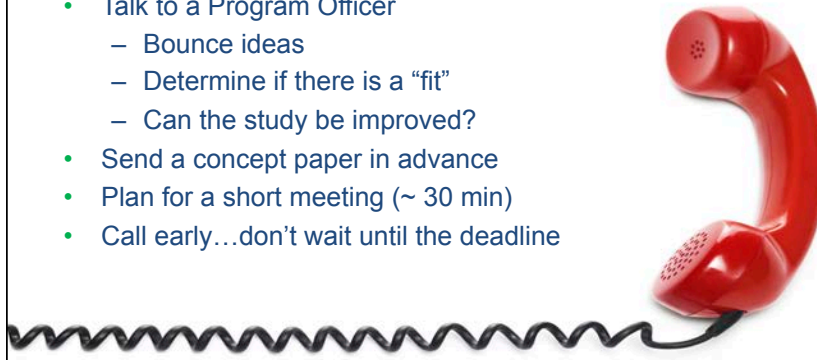 • Talk to a Program Officer
– Bounce ideas
– Determine if there is a “fit”
– Can the study be improved?
• Send a concept paper in advance
• Plan for a short meeting (~ 30 min)
• Call early…don’t wait until the deadline